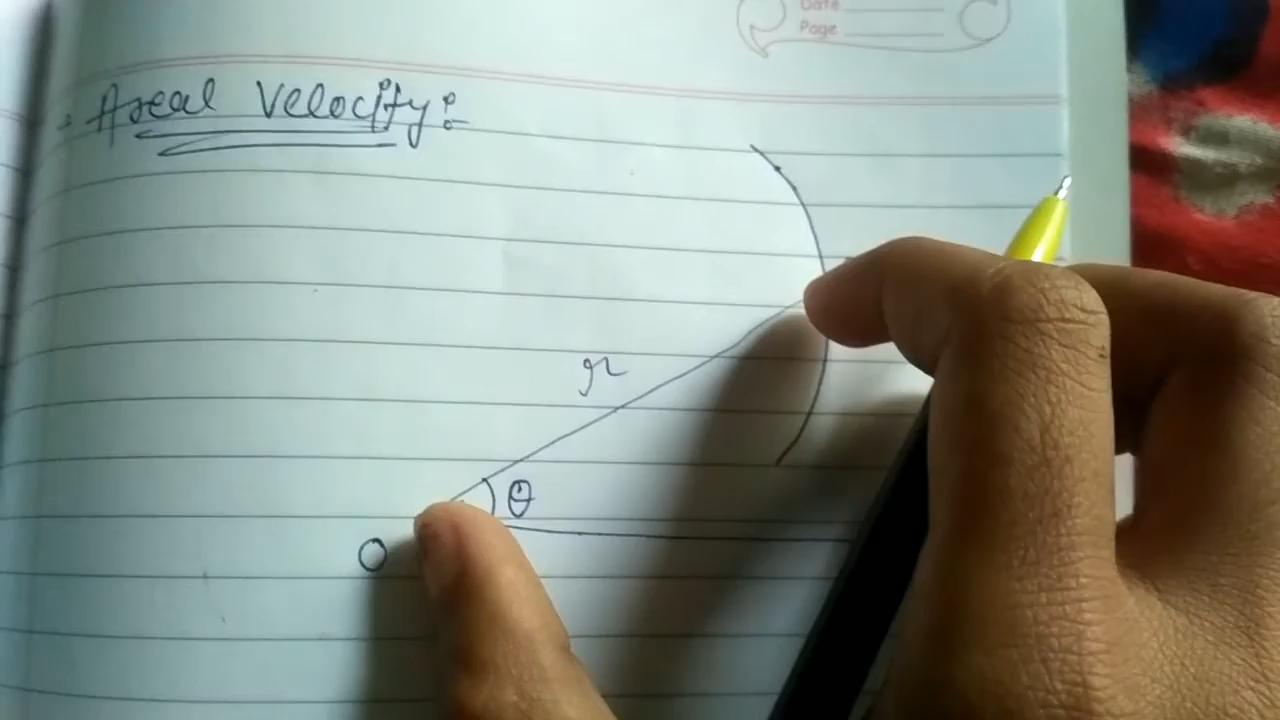 Date
Page
Areal Velocity:
r
θ
O